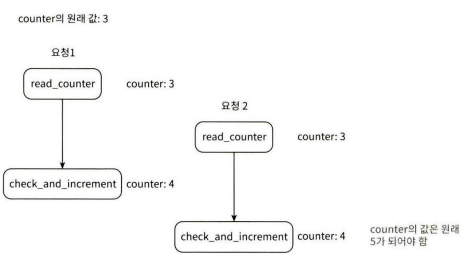 counter의 원래 값: 3
요청1
read_counter
counter: 3
요청 2
read_counter
counter: 3
check_and_increment
counter: 4
check_and_increment
counter: 4
counter의 값은 원래
5가 되어야 함